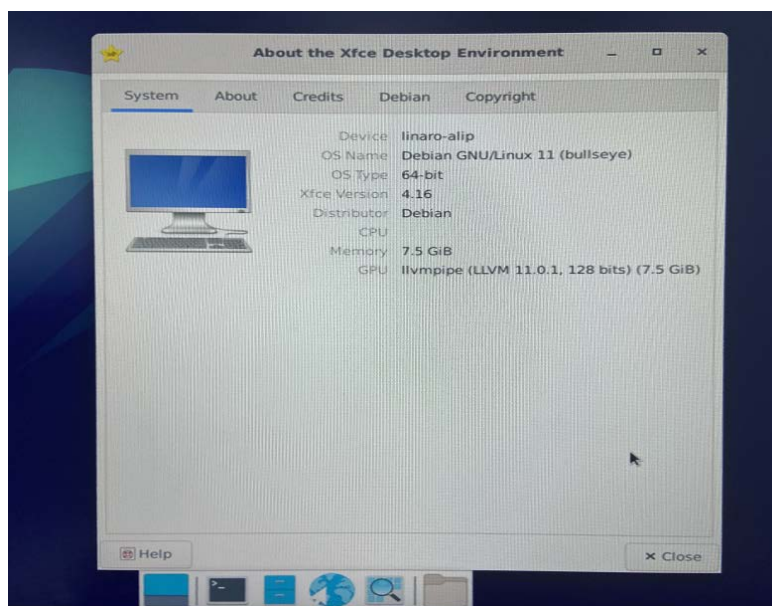 About the Xfce Desktop Environment
System About Credits Debian Copyright
Device linaro-alip
OS Name Debian GNU/Linux 11 (bullseye)
OS Type 64-bit
Xfce Version 4.16
Distributor Debian
CPU
Memory 7.5 GiB
GPU llvmpipe (LLVM 11.0.1, 128 bits) (7.5 GiB)
Help
Close